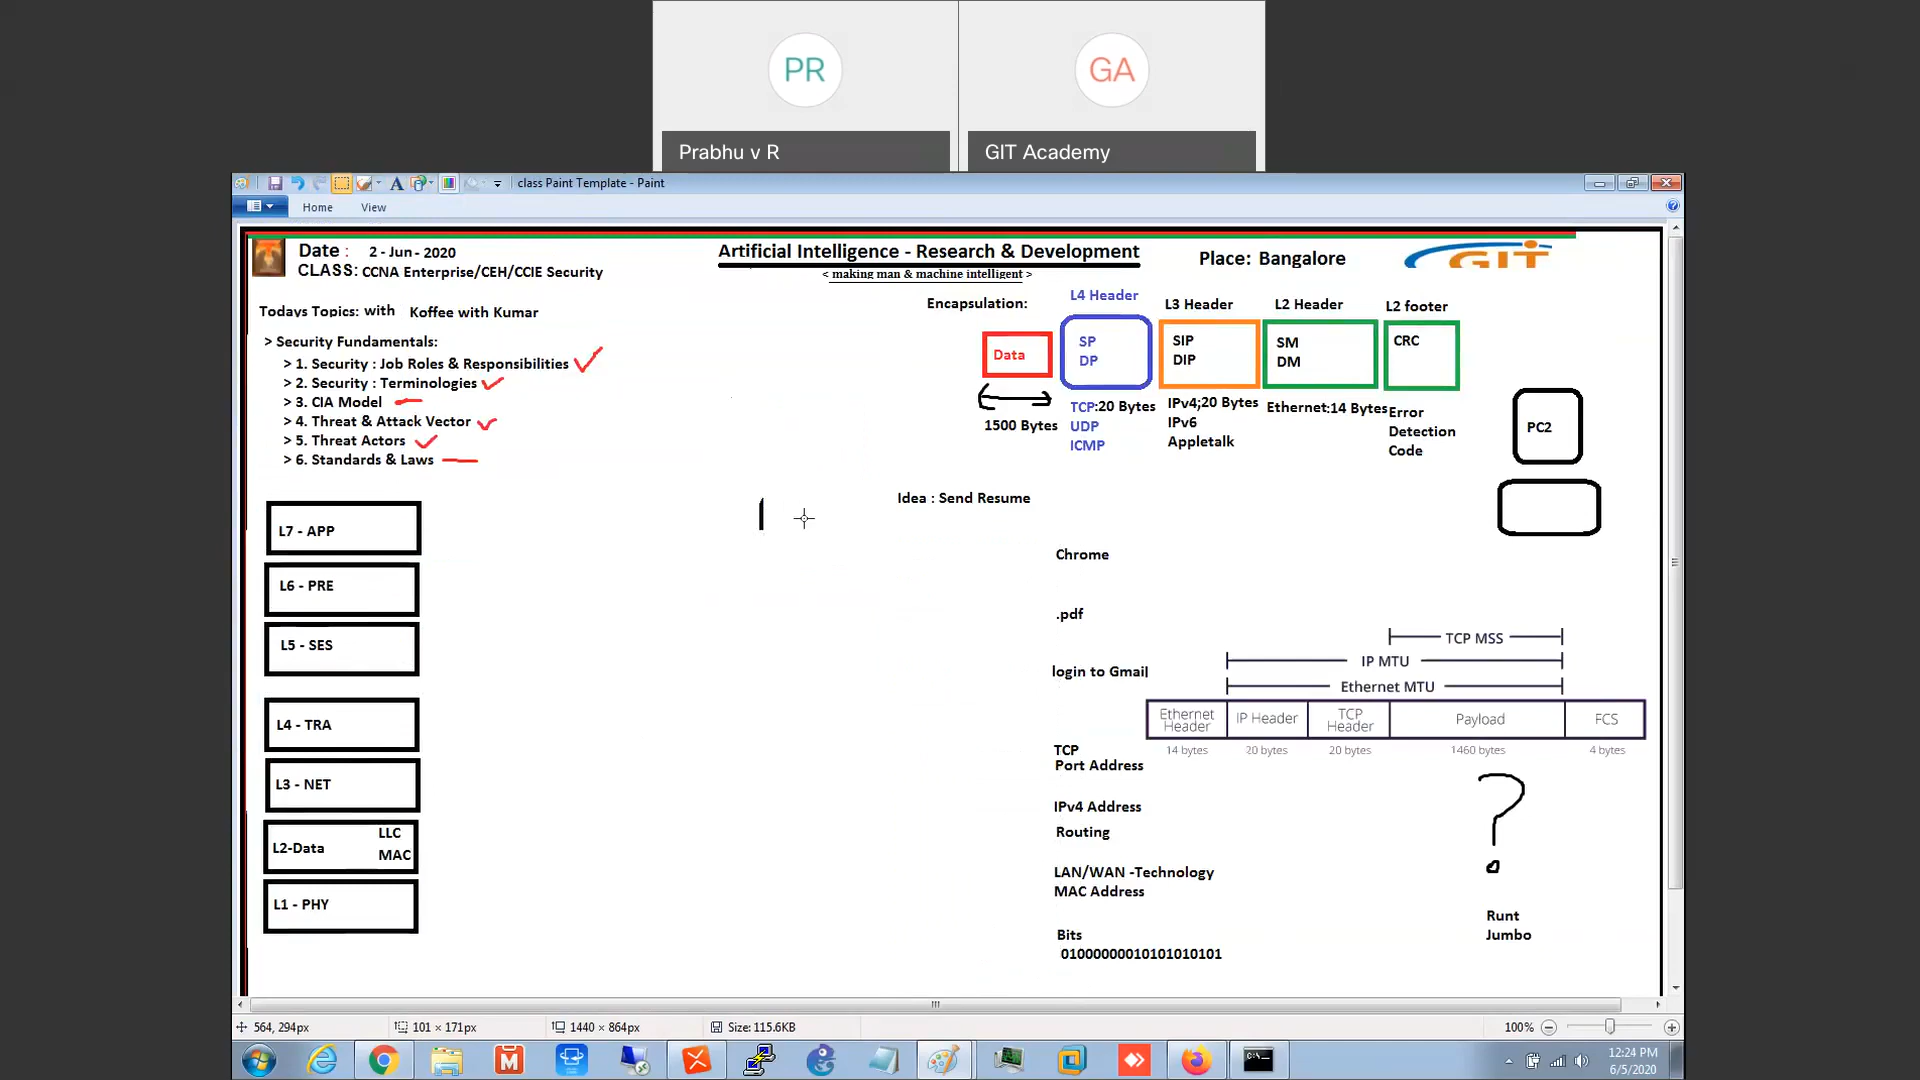 PR
GA
Prabhu v R
GIT Academy
class Paint Template - Paint
Home
View
Date : 2 - Jun - 2020
CLASS: CCNA Enterprise/CEH/CCIE Security
Artificial Intelligence - Research & Development
< making man & machine intelligent >
Place: Bangalore
GIT
Todays Topics: with Koffee with Kumar
> Security Fundamentals:
> 1. Security : Job Roles & Responsibilities
> 2. Security : Terminologies
> 3. CIA Model
> 4. Threat & Attack Vector
> 5. Threat Actors
> 6. Standards & Laws
Encapsulation:
L4 Header
L3 Header
L2 Header
L2 footer
Data
SP
DP
SIP
DIP
SM
DM
CRC
1500 Bytes
TCP:20 Bytes
UDP
ICMP
IPv4;20 Bytes
IPv6
Appletalk
Ethernet:14 Bytes
Error
Detection
Code
PC2
Idea : Send Resume
L7 - APP
L6 - PRE
L5 - SES
L4 - TRA
L3 - NET
L2-Data
LLC
MAC
L1 - PHY
Chrome
.pdf
login to Gmail
TCP
Port Address
IPv4 Address
Routing
LAN/WAN -Technology
MAC Address
Bits
01000000010101010101
TCP MSS
IP MTU
Ethernet MTU
Ethernet
Header
IP Header
TCP
Header
Payload
FCS
14 bytes
20 bytes
20 bytes
1460 bytes
4 bytes
?
Runt
Jumbo
564, 294px
101 × 171px
1440 × 864px
Size: 115.6KB
100%
12:24 PM
6/5/2020